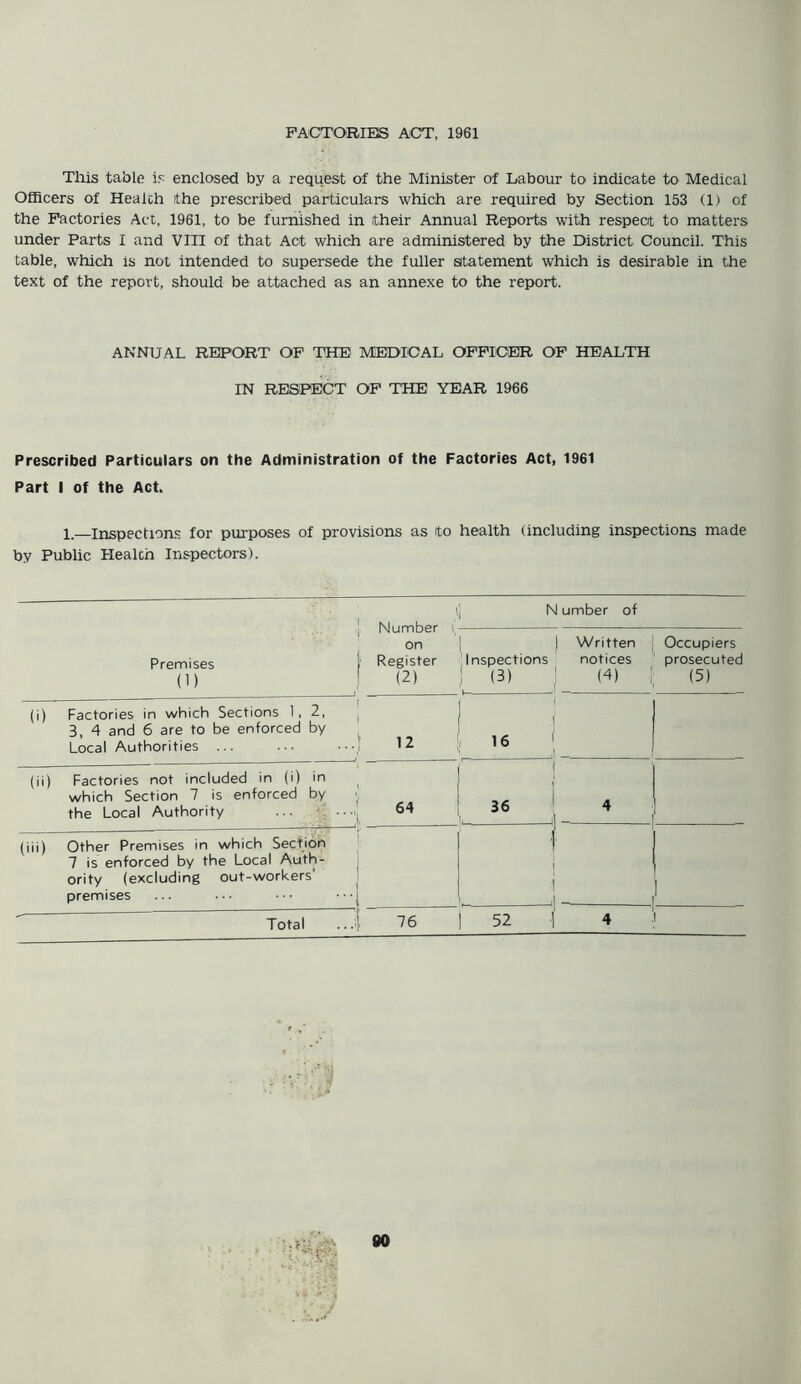 FACTORIES ACT, 1961
This table is enclosed by a request of the Minister of Labour to indicate to Medical
Officers of Health the prescribed particulars which are required by Section 153 (1) of
the Factories Act, 1961, to be furnished in their Annual Reports with respect to matters
under Parts I and VIII of that Act which are administered by the District Council. This
table, which is not intended to supersede the fuller statement which is desirable in the
text of the report, should be attached as an annexe to the report.
ANNUAL REPORT OF THE MEDICAL OFFICER OF HEALTH
IN RESPECT OF THE YEAR 1966
Prescribed Particulars on the Administration of the Factories Act, 1961
Part I of the Act.
1.—Inspections for purposes of provisions as to health (including inspections made
by Public Health Inspectors).
Number of
Premises (1) Number on Register (2) Inspections (3) Written notices (4) Occupiers prosecuted (5)
(i) Factories in which Sections 1, 2,
3, 4 and 6 are to be enforced by
Local Authorities ... ... ... 12 16
(ii) Factories not included in (i) in
which Section 7 is enforced by
the Local Authority ... ... 64 36 4
(iii) Other Premises in which Section
7 is enforced by the Local Auth-
ority (excluding out-workers'
premises ... ... ... ...
Total ... 76 52 4
90